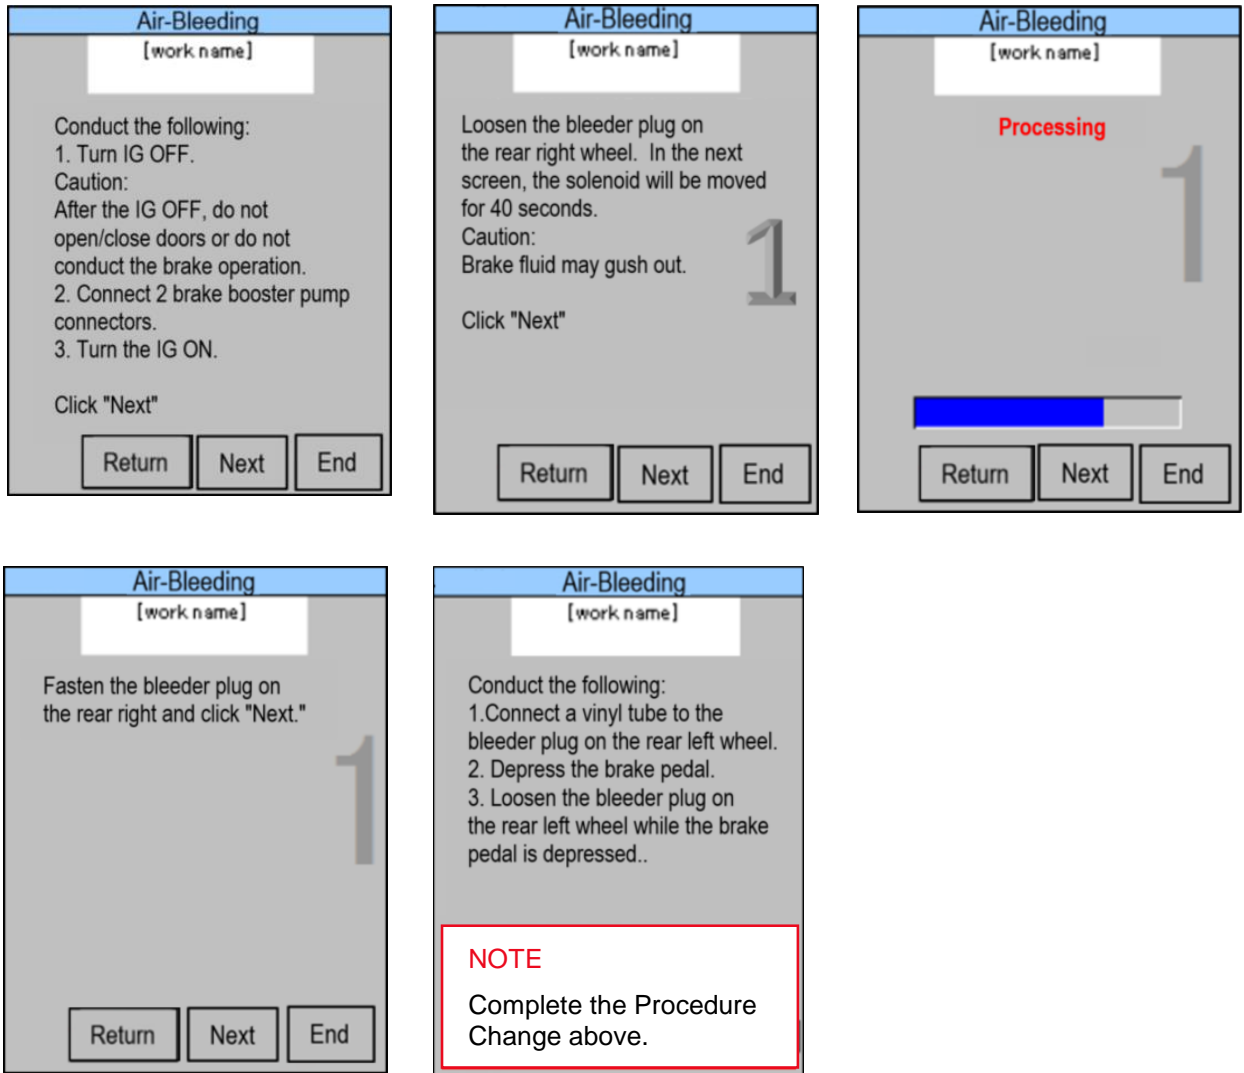 Air-Bleeding
[work name]
Conduct the following:
1. Turn IG OFF.
Caution:
After the IG OFF, do not
open/close doors or do not
conduct the brake operation.
2. Connect 2 brake booster pump
connectors.
3. Turn the IG ON.
Click "Next"
Return Next End
Air-Bleeding
[work name]
Loosen the bleeder plug on
the rear right wheel. In the next
screen, the solenoid will be moved
for 40 seconds.
Caution:
Brake fluid may gush out.
1
Click "Next"
Return Next End
Air-Bleeding
[work name]
Processing
1
Return Next End
Air-Bleeding
[work name]
Fasten the bleeder plug on
the rear right and click "Next."
1
Return Next End
Air-Bleeding
[work name]
Conduct the following:
1.Connect a vinyl tube to the
bleeder plug on the rear left wheel.
2. Depress the brake pedal.
3. Loosen the bleeder plug on
the rear left wheel while the brake
pedal is depressed..
NOTE
Complete the Procedure
Change above.